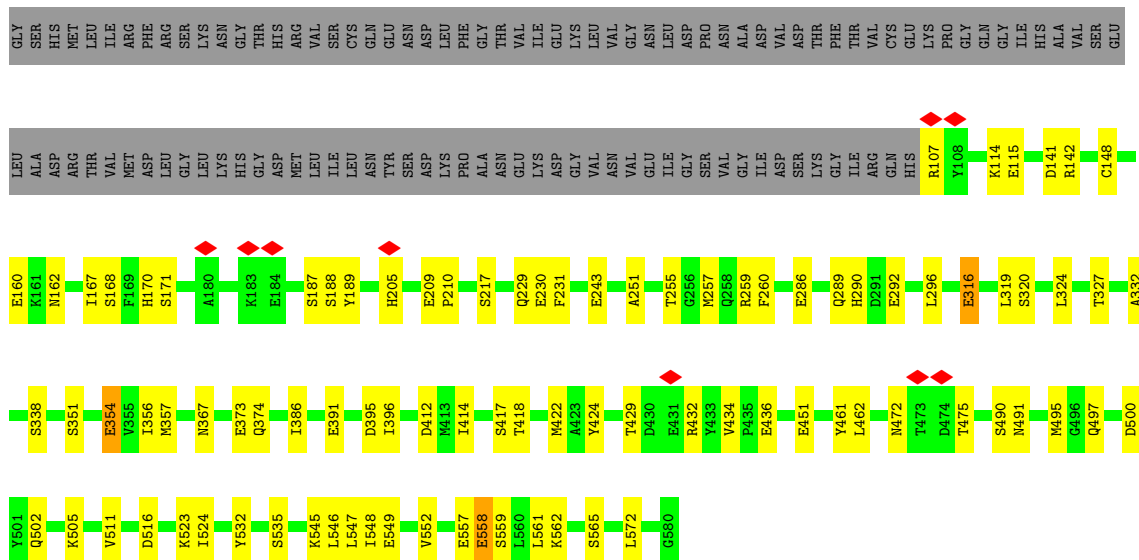 GLY SER HIS MET LEU ILE ARG PHE ARG SER LYS ASN GLY THR HIS ARG VAL SER CYS GLN GLU ASN ASP LEU PHE GLY THR VAL ILE GLU LYS LEU VAL GLY ASN LEU ASP PRO ASN ALA ASP VAL ASP THR PHE THR VAL CYS GLU LYS PRO GLY GLN GLY ILE HIS ALA VAL SER GLU
LEU ALA ASP ARG THR VAL MET ASP LEU GLY LEU LYS HIS GLY ASP MET LEU ILE LEU ASN TYR SER ASP LYS PRO ALA ASN GLU LYS ASP GLY VAL ASN VAL GLU ILE GLY SER VAL GLY ILE ASP SER LYS GLY ILE ARG GLN HIS R107 Y108 K114 E115 D141 R142 C148
E160 K161 N162 I167 S168 F169 H170 S171 A180 K183 E184 S187 S188 Y189 H205 E209 P210 S217 Q229 E230 F231 E243 A251 T255 G256 M257 Q258 R259 F260 E286 Q289 H290 D291 E292 L296 E316 L319 S320 L324 T327 A332
S338 S351 E354 V355 I356 M357 N367 E373 Q374 I386 E391 D395 I396 D412 M413 I414 S417 T418 M422 A423 Y424 T429 D430 E431 R432 Y433 V434 P435 E436 E451 Y461 L462 N472 T473 D474 T475 S490 N491 M495 G496 Q497 D500
Y501 Q502 K505 V511 D516 K523 I524 Y532 S535 K545 L546 L547 I548 E549 V552 E557 E558 S559 L560 L561 K562 S565 L572 G580